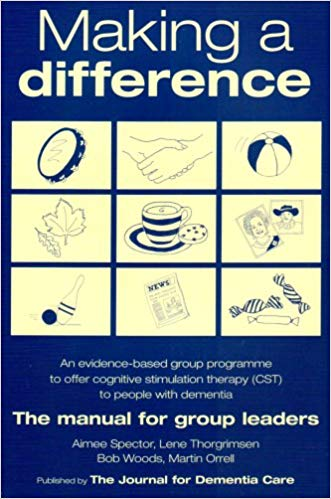 Making a
difference
NEWS
An evidence-based group programme
to offer cognitive stimulation therapy (CST)
to people with dementia
The manual for group leaders
Aimee Spector, Lene Thorgrimsen
Bob Woods, Martin Orrell
Published by The Journal for Dementia Care